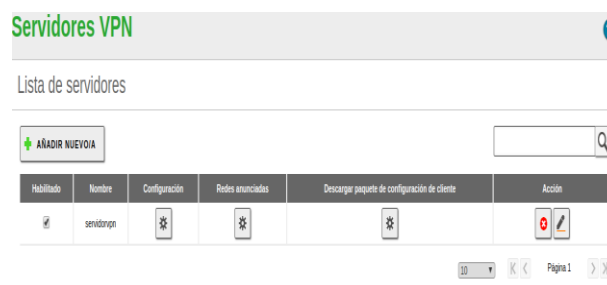 Servidores VPN
Lista de servidores
AÑADIR NUEVO/A
Habilitado Nombre Configuración Redes anunciadas Descargar paquete de configuración de cliente Acción
servidorvpn
10 Página 1